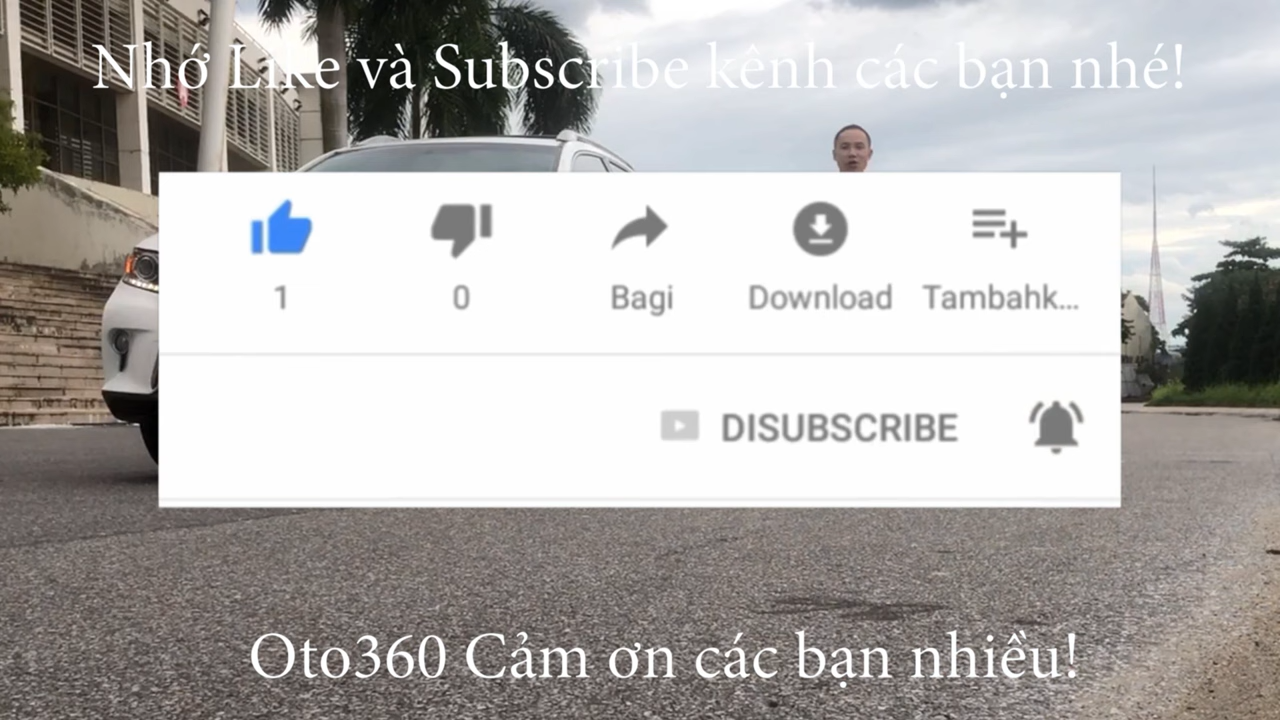 Nhớ Like và Subscribe kênh các bạn nhé!
1 0 Bagi Download Tambahk...
DISUBSCRIBE
Oto360 Cảm ơn các bạn nhiều!